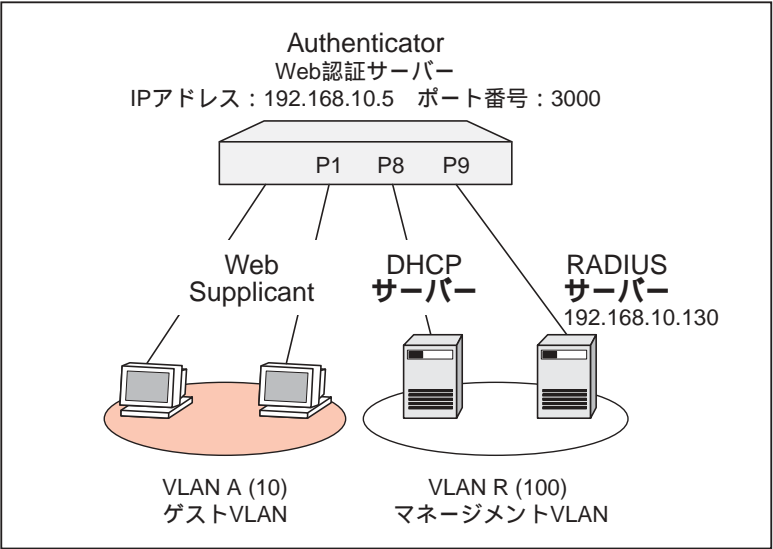 Authenticator
Web認証サーバー
IPアドレス：192.168.10.5　ポート番号：3000
P1 P8 P9
Web
Supplicant
DHCP
サーバー
RADIUS
サーバー
192.168.10.130
VLAN A (10)
ゲストVLAN
VLAN R (100)
マネージメントVLAN